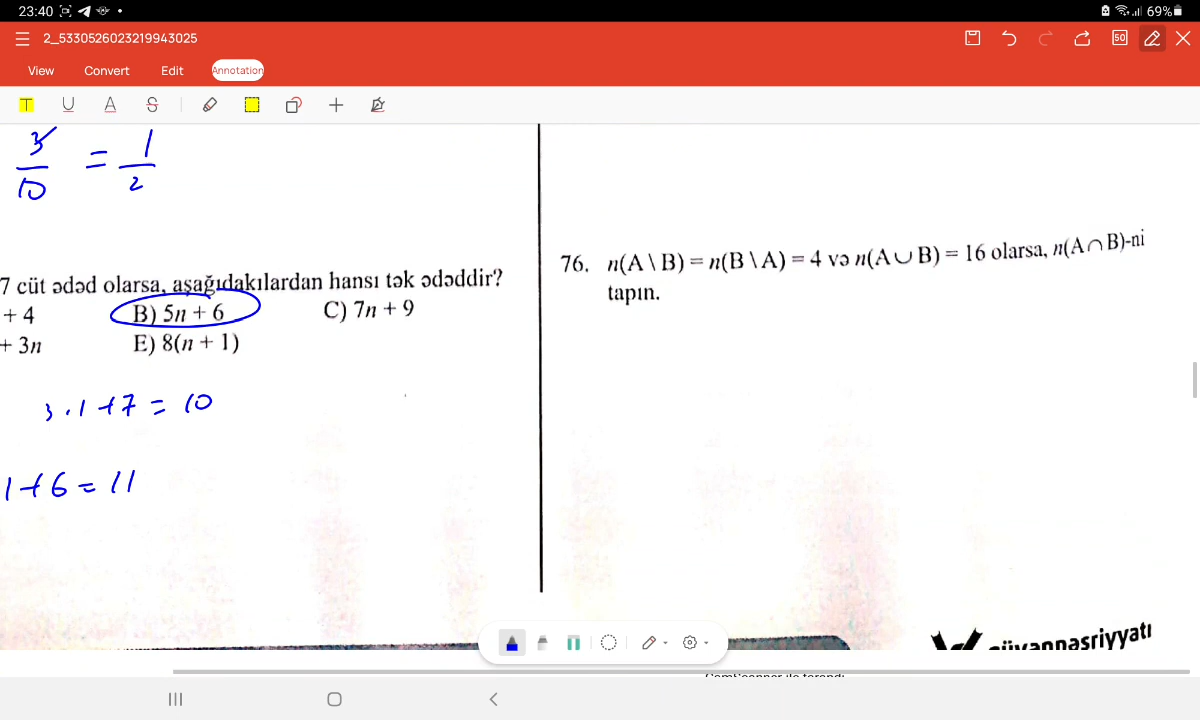 23:40
69%
2_5330526023219943025
50
View Convert Edit Annotation
T U A S
3/10 = 1/2
7 cüt ədəd olarsa, aşağıdakılardan hansı tək ədəddir?
+ 4 B) 5n + 6 C) 7n + 9
+ 3n E) 8(n + 1)
3 . 1 + 7 = 10
1 + 6 = 11
76. n(A \ B) = n(B \ A) = 4 və n(A ∪ B) = 16 olarsa, n(A ∩ B)-ni
tapın.